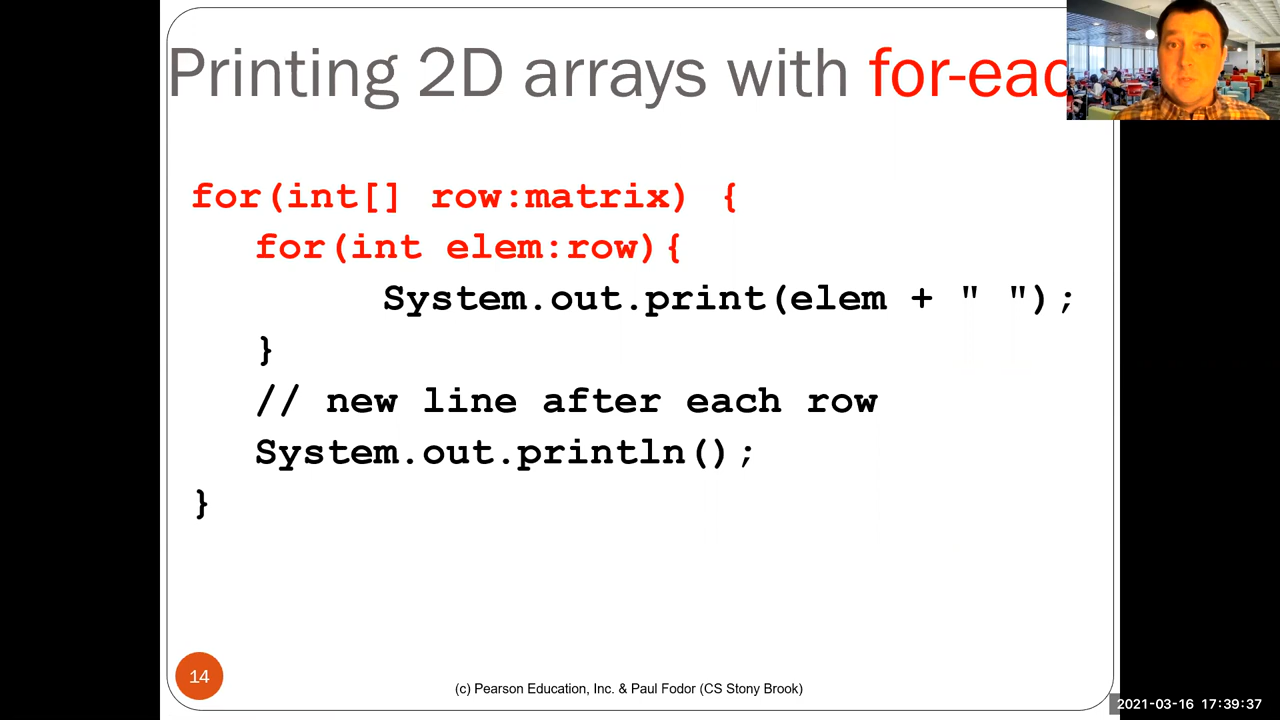 Printing 2D arrays with for-eac
for(int[] row:matrix) {
for(int elem:row){
System.out.print(elem + " ");
}
// new line after each row
System.out.println();
}
14
(c) Pearson Education, Inc. & Paul Fodor (CS Stony Brook)
2021-03-16 17:39:37